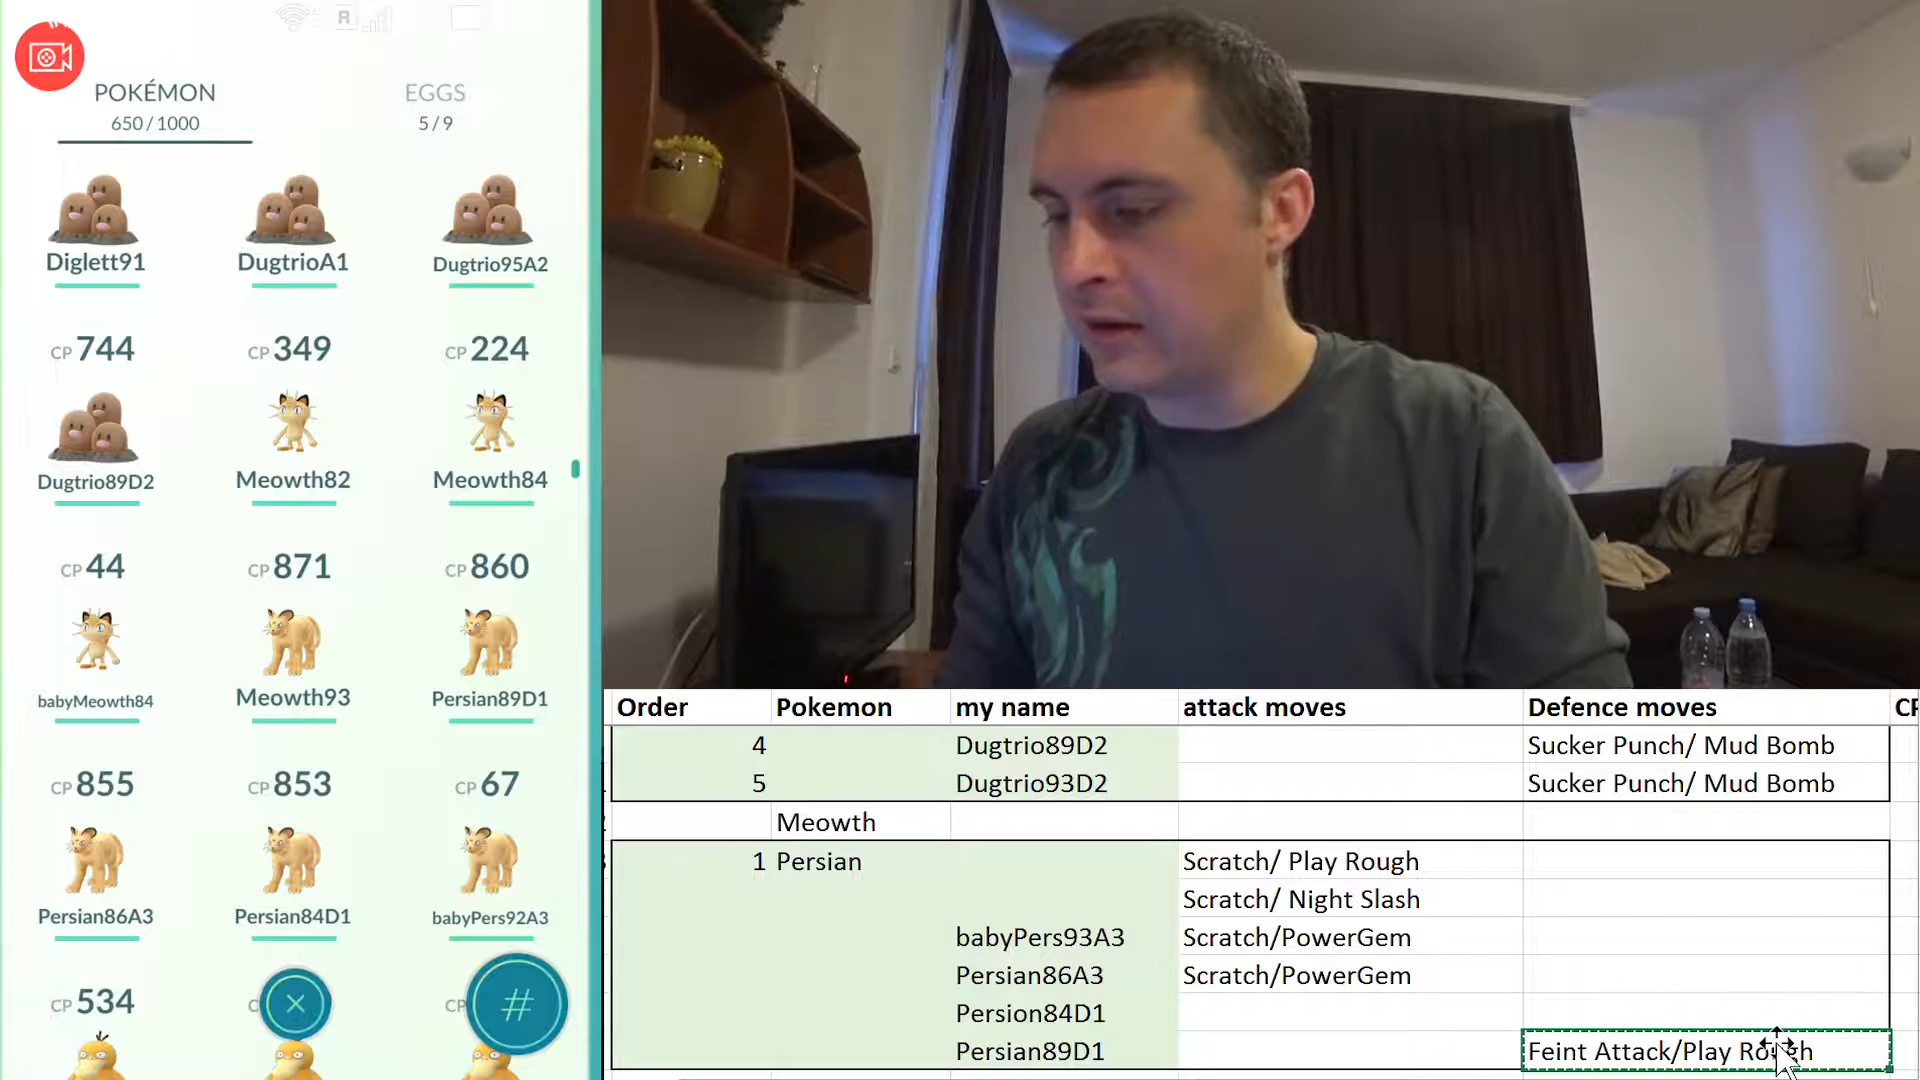 POKÉMON
EGGS
650 / 1000
5 / 9
Diglett91
DugtrioA1
Dugtrio95A2
CP 744
CP 349
CP 224
Dugtrio89D2
Meowth82
Meowth84
CP 44
CP 871
CP 860
babyMeowth84
Meowth93
Persian89D1
CP 855
CP 853
CP 67
Persian86A3
Persian84D1
babyPers92A3
CP 534
#
Order Pokemon my name attack moves Defence moves
4 Dugtrio89D2 Sucker Punch/ Mud Bomb
5 Dugtrio93D2 Sucker Punch/ Mud Bomb
Meowth
1 Persian Scratch/ Play Rough
Scratch/ Night Slash
babyPers93A3 Scratch/PowerGem
Persian86A3 Scratch/PowerGem
Persion84D1
Persian89D1 Feint Attack/Play Rough